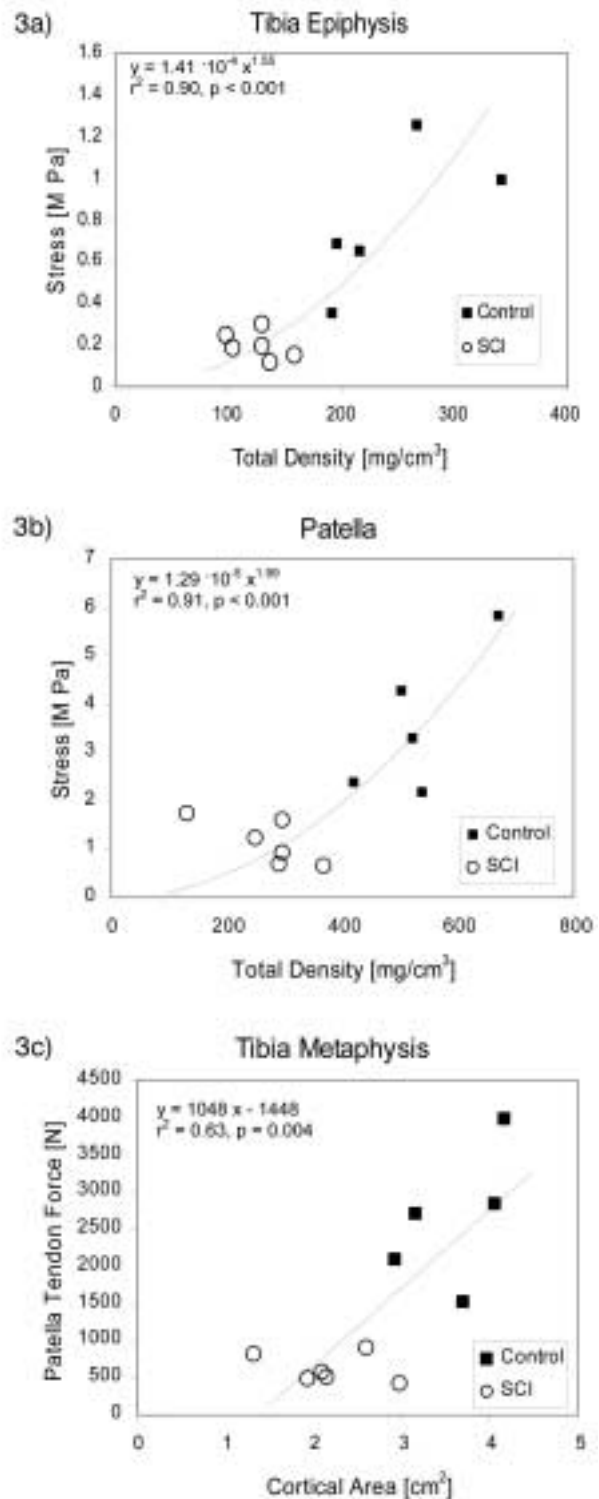 3a) Tibia Epiphysis
1.6
1.4
1.2
1
0.8
0.6
0.4
0.2
0
Stress [M Pa]
r² = 0.90, p < 0.001
Control
SCI
0 100 200 300 400
Total Density [mg/cm³]
3b) Patella
7
6
5
4
3
2
1
0
Stress [M Pa]
r² = 0.91, p < 0.001
Control
SCI
0 200 400 600 800
Total Density [mg/cm³]
3c) Tibia Metaphysis
4500
4000
3500
3000
2500
2000
1500
1000
500
0
Patella Tendon Force [N]
y = 1048 x - 1448
r² = 0.63, p = 0.004
Control
SCI
0 1 2 3 4 5
Cortical Area [cm²]